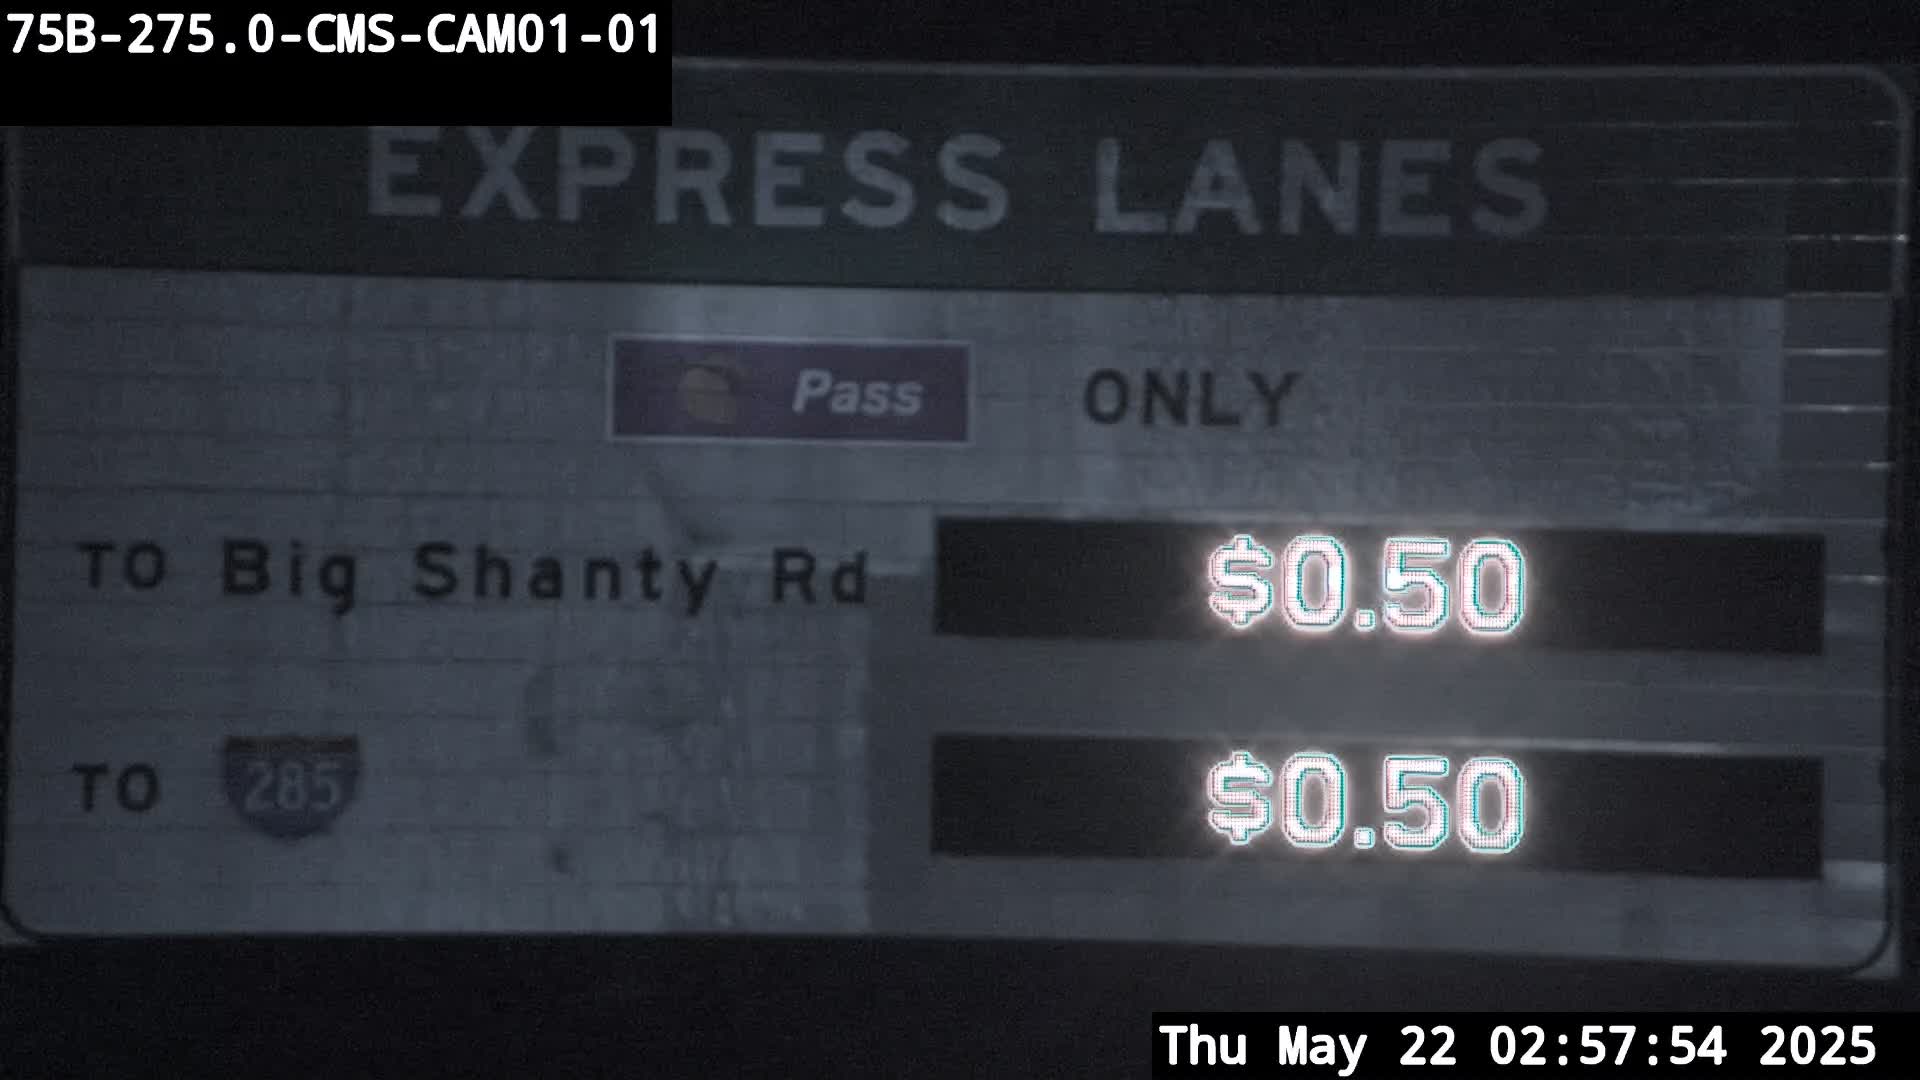 75B-275.0-CMS-CAM01-01
EXPRESS LANES
Pass ONLY
TO Big Shanty Rd $0.50
TO 285 $0.50
Thu May 22 02:57:54 2025